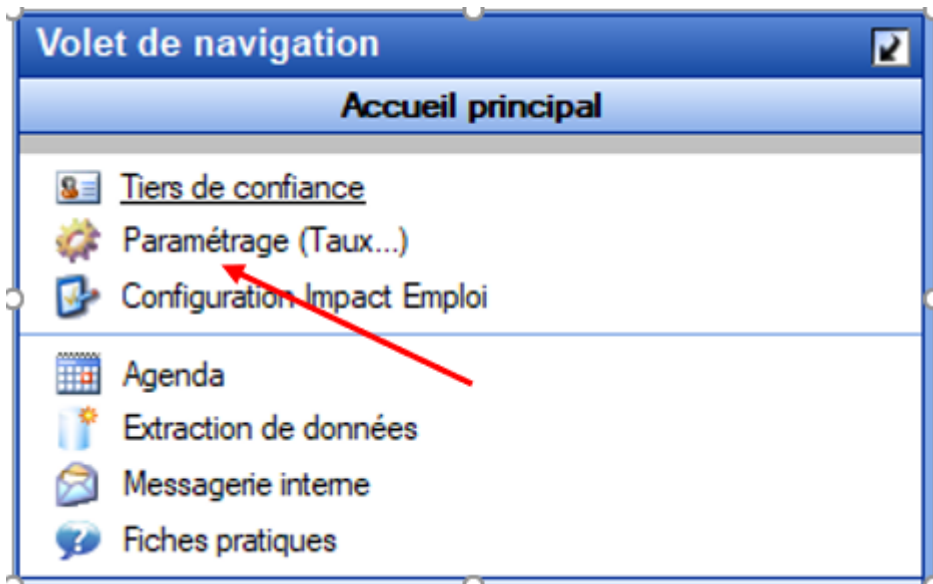 Volet de navigation
Accueil principal
Tiers de confiance
Paramétrage (Taux...)
Configuration Impact Emploi
Agenda
Extraction de données
Messagerie interne
Fiches pratiques